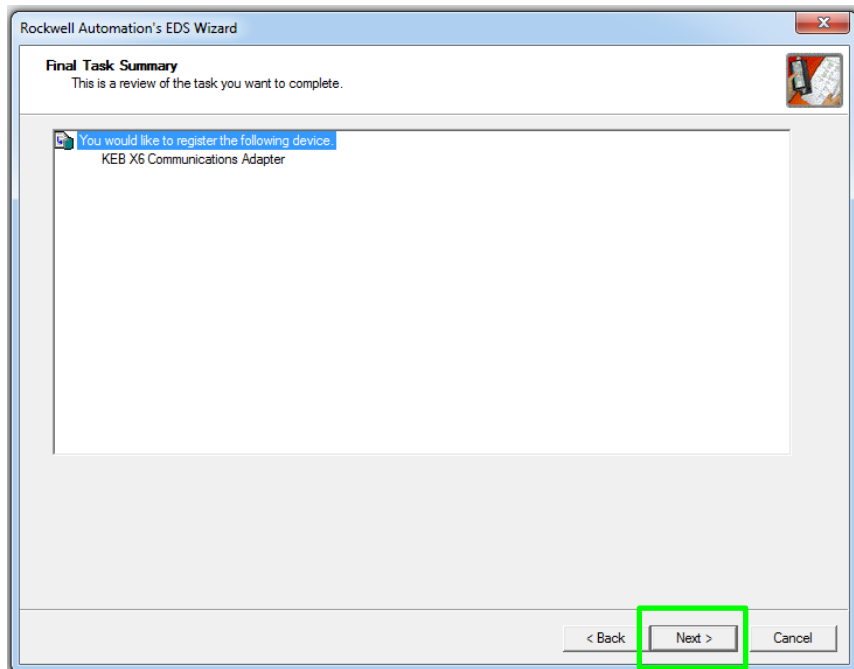 Rockwell Automation's EDS Wizard
Final Task Summary
This is a review of the task you want to complete.
You would like to register the following device.
KEB X6 Communications Adapter
< Back
Next >
Cancel